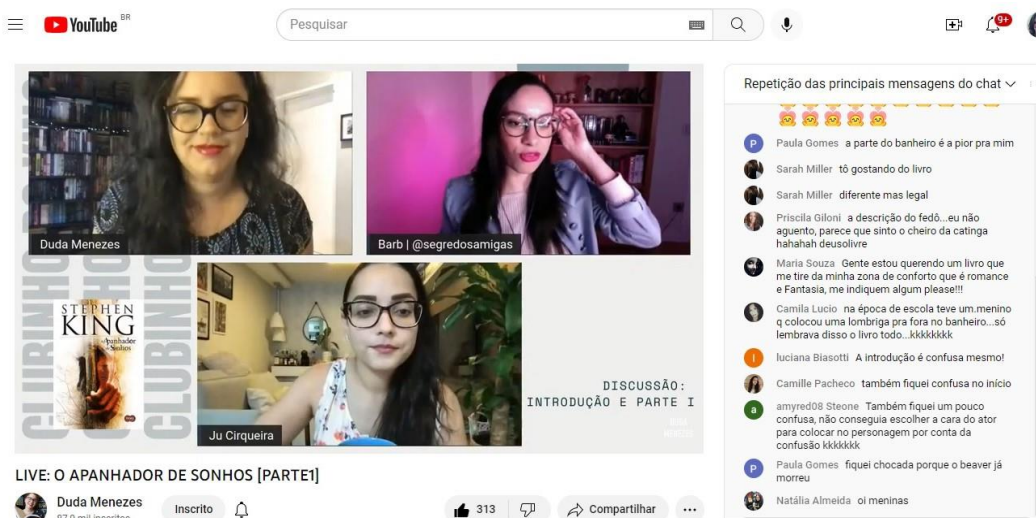 YouTube BR
Pesquisar
9+
CLUBINHO
CLUBINHO
CLUBINHO
Duda Menezes
Barb | @segredosamigas
STEPHEN
KING
Apanhador
de Sonhos
Ju Cirqueira
DISCUSSÃO:
INTRODUÇÃO E PARTE I
DUDA
MENEZES
LIVE: O APANHADOR DE SONHOS [PARTE1]
Duda Menezes
Inscrito
313
Compartilhar
Repetição das principais mensagens do chat
P Paula Gomes a parte do banheiro é a pior pra mim
Sarah Miller tô gostando do livro
Sarah Miller diferente mas legal
Priscila Giloni a descrição do fedô...eu não
aguento, parece que sinto o cheiro da catinga
hahahah deusolivre
Maria Souza Gente estou querendo um livro que
me tire da minha zona de conforto que é romance
e Fantasia, me indiquem algum please!!!
Camila Lucio na época de escola teve um.menino
q colocou uma lombriga pra fora no banheiro...só
lembrava disso o livro todo...kkkkkkkk
l luciana Biasotti A introdução é confusa mesmo!
Camille Pacheco também fiquei confusa no início
a amyred08 Steone Também fiquei um pouco
confusa, não conseguia escolher a cara do ator
para colocar no personagem por conta da
confusão kkkkkkk
P Paula Gomes fiquei chocada porque o beaver já
morreu
Natália Almeida oi meninas